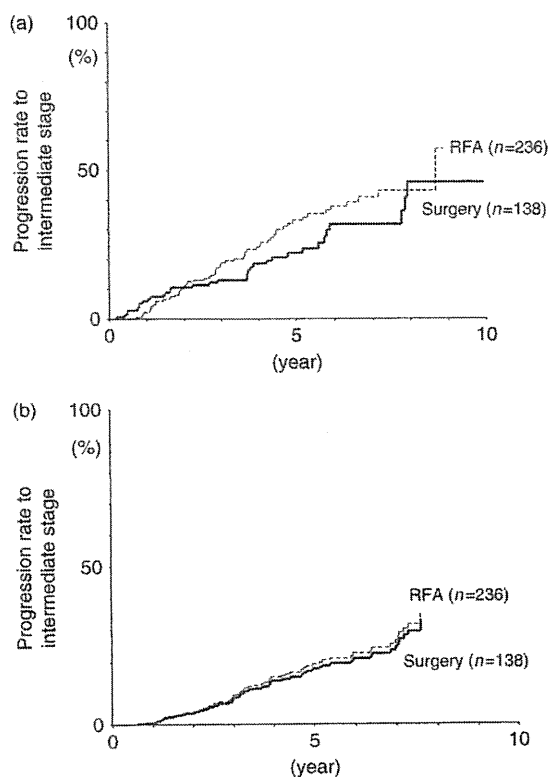 (a)
100
(%)
50
0
Progression rate to
intermediate stage
RFA (n=236)
Surgery (n=138)
0
5
10
(year)
(b)
100
(%)
50
0
Progression rate to
intermediate stage
RFA (n=236)
Surgery (n=138)
0
5
10
(year)